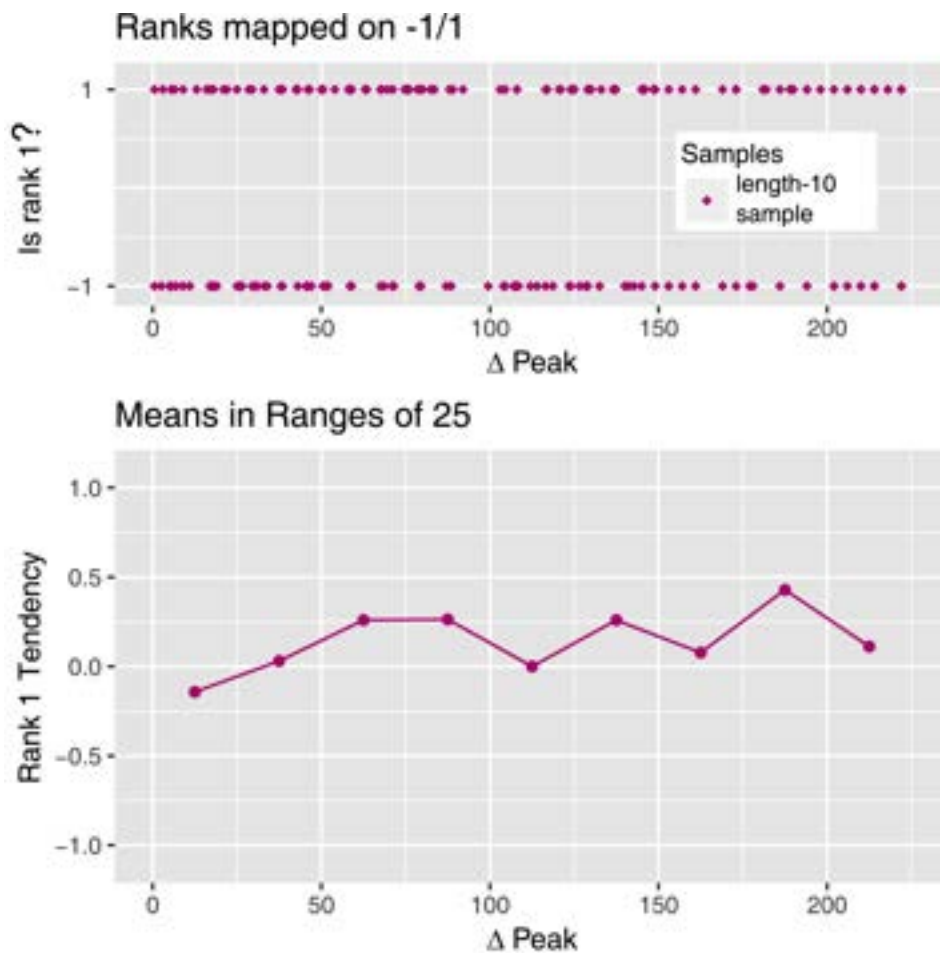 Ranks mapped on -1/1
Is rank 1?
1
−1
Samples
length-10
sample
0 50 100 150 200
Δ Peak
Means in Ranges of 25
Rank 1 Tendency
1.0
0.5
0.0
−0.5
−1.0
0 50 100 150 200
Δ Peak